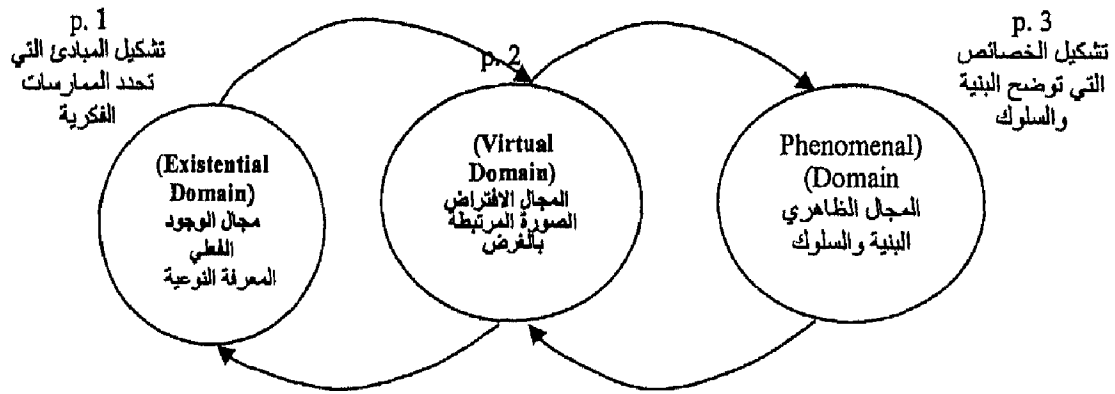 p. 1
تشكيل المبادئ التي
تحدد الممارسات
الفكرية
p. 2
p. 3
تشكيل الخصائص
التي توضح البنية
والسلوك
(Existential
Domain)
مجال الوجود
الفعلي
المعرفة النوعية
(Virtual
Domain)
المجال الافتراض
الصورة المرتبطة
بالغرض
Phenomenal)
(Domain
المجال الظاهري
البنية والسلوك